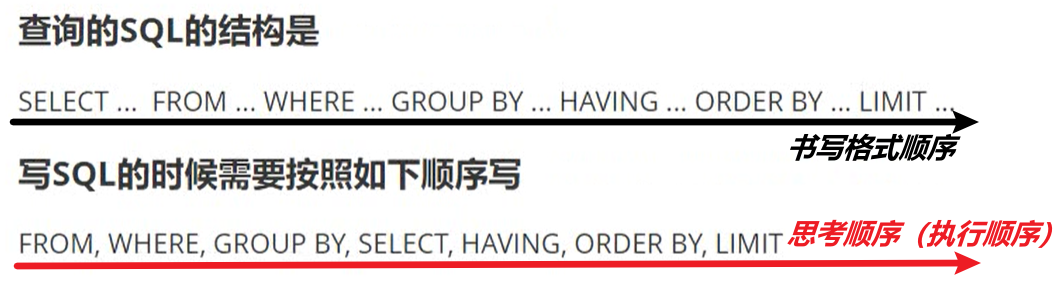 查询的SQL的结构是
SELECT ... FROM ... WHERE ... GROUP BY ... HAVING ... ORDER BY ... LIMIT ...
书写格式顺序
写SQL的时候需要按照如下顺序写
FROM, WHERE, GROUP BY, SELECT, HAVING, ORDER BY, LIMIT 思考顺序（执行顺序）